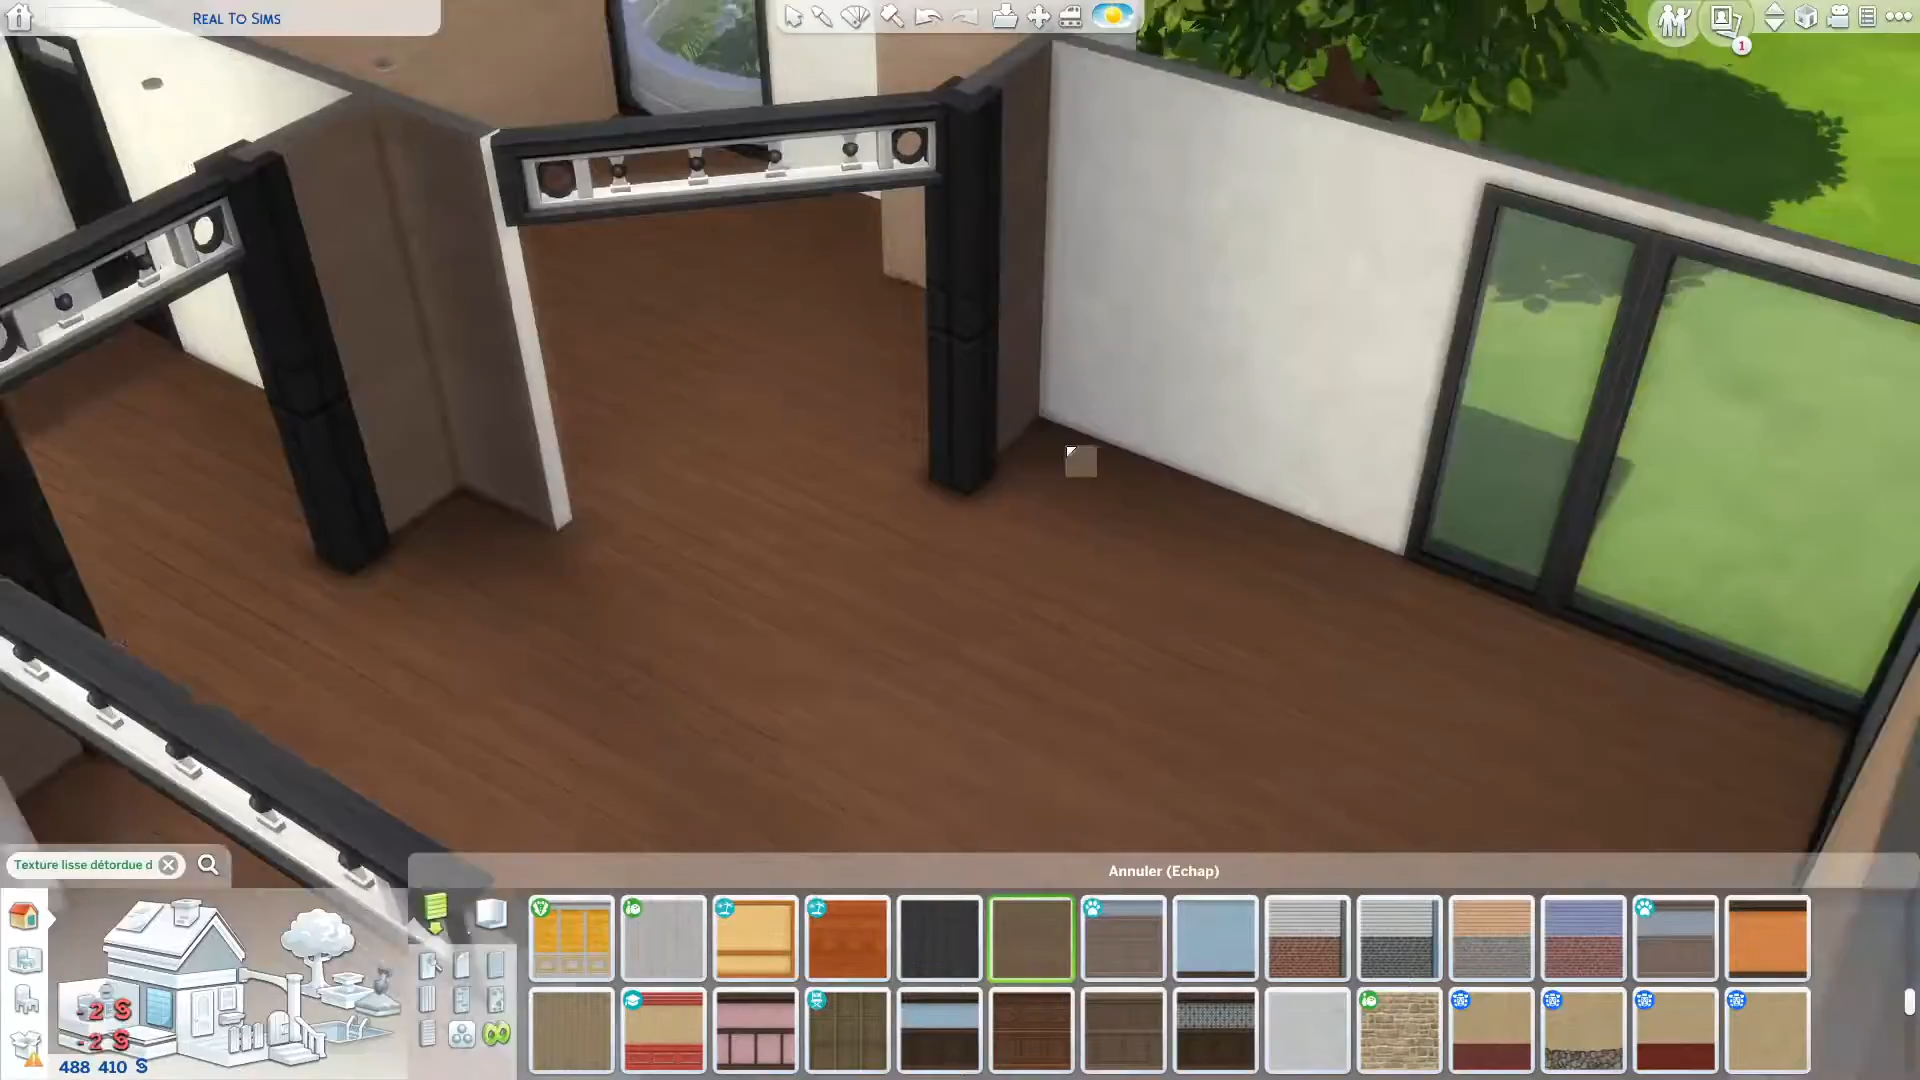 REAL TO SIMS
1
Texture lisse détordue d
Annuler (Echap)
-2 §
-2 §
488 410 §